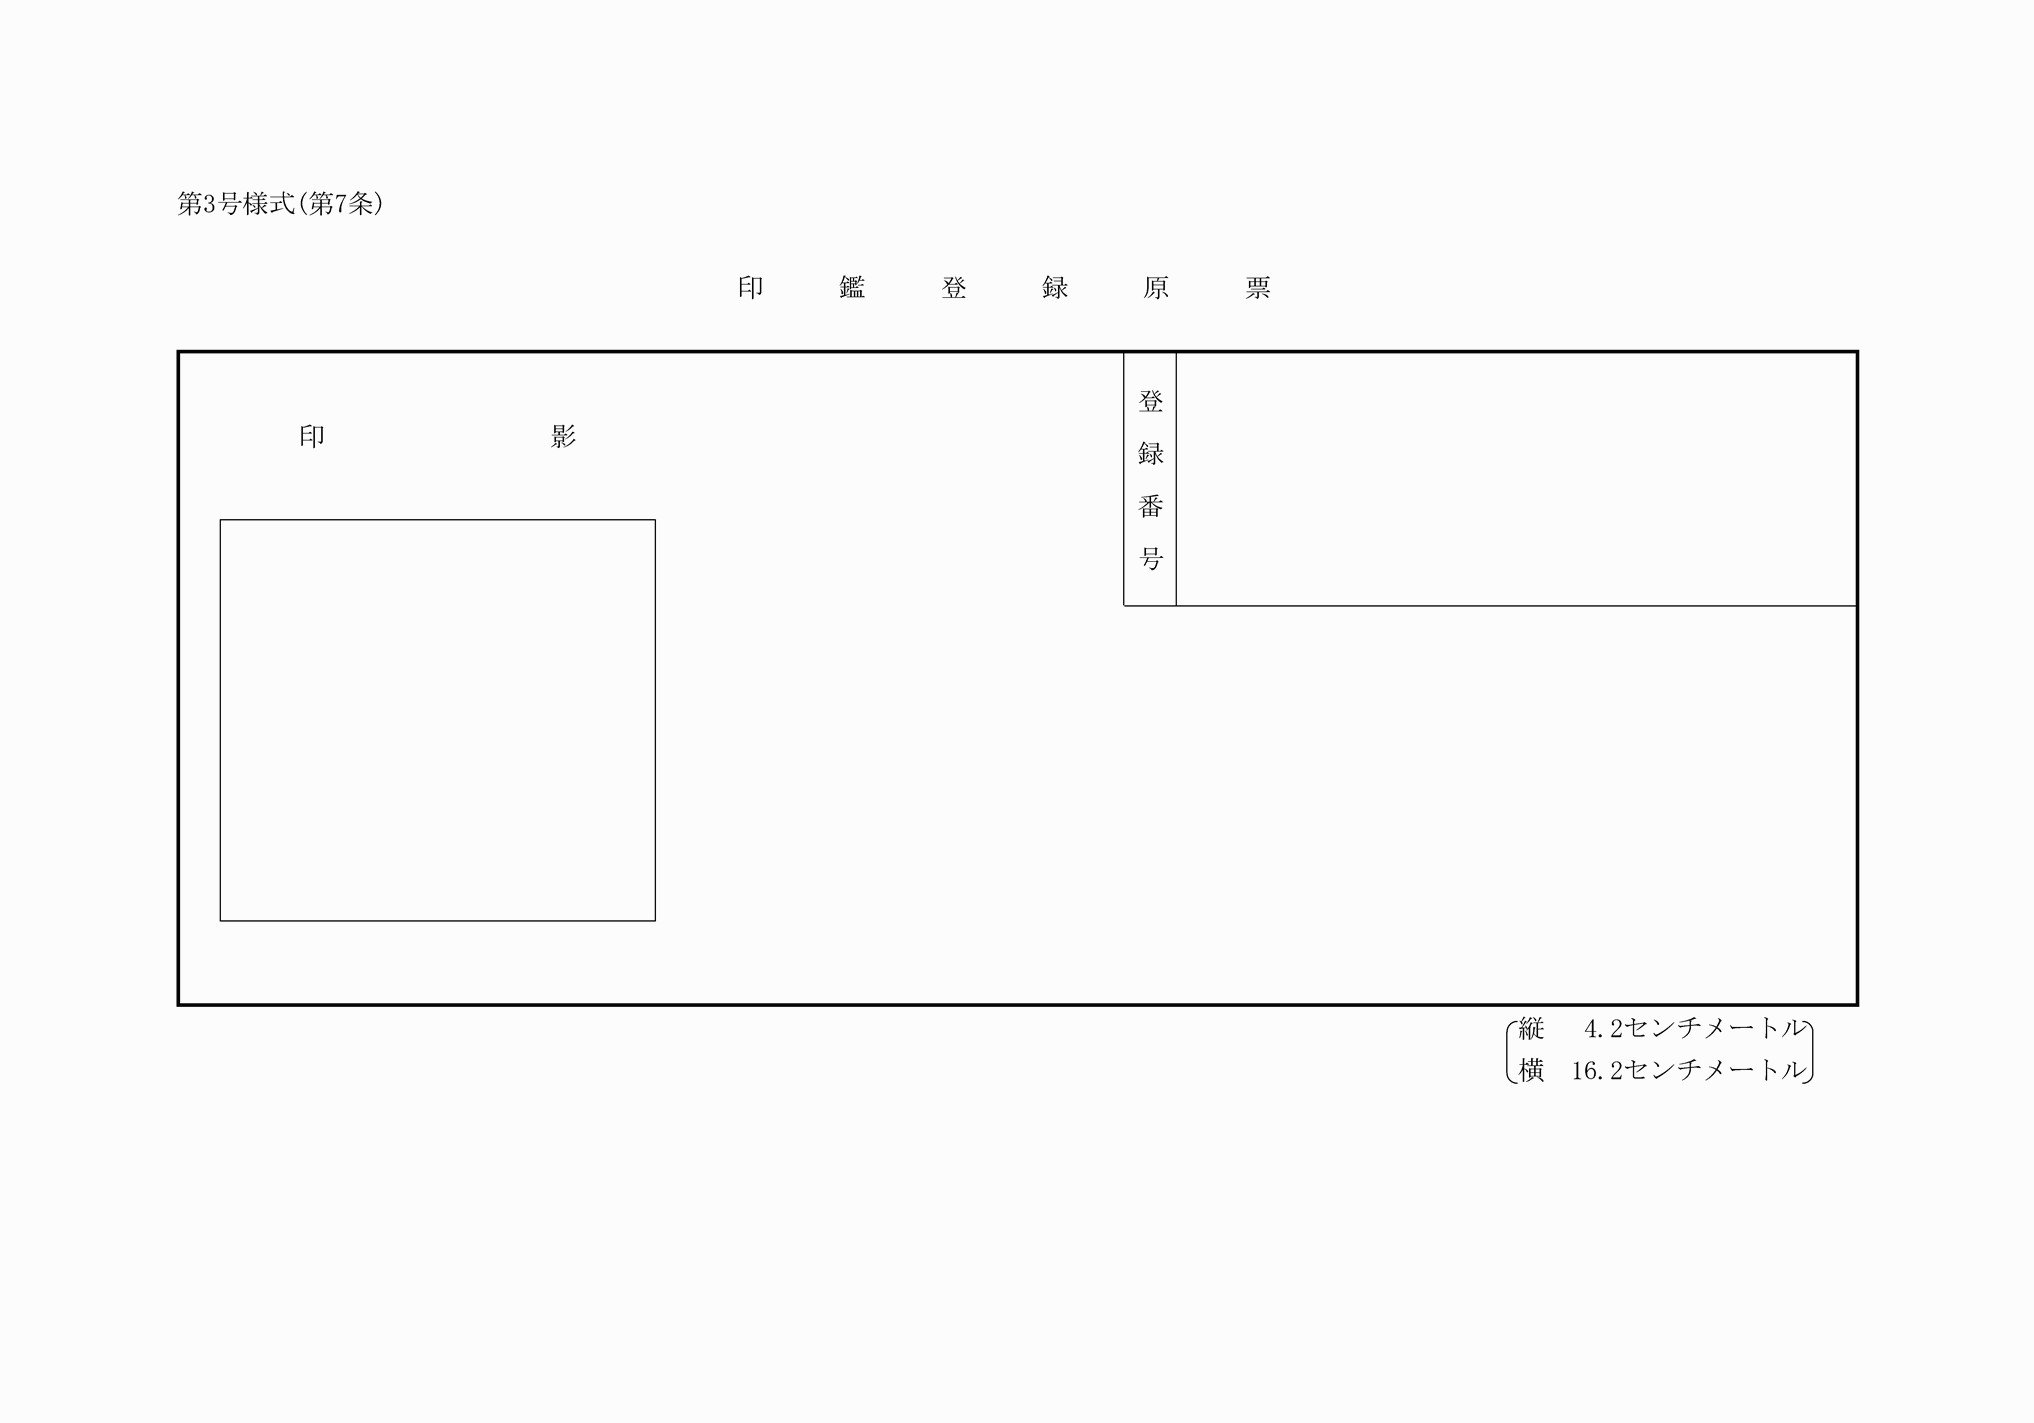 第3号様式(第7条)
印鑑登録原票
印影
登録番号
縦 4.2センチメートル
横 16.2センチメートル